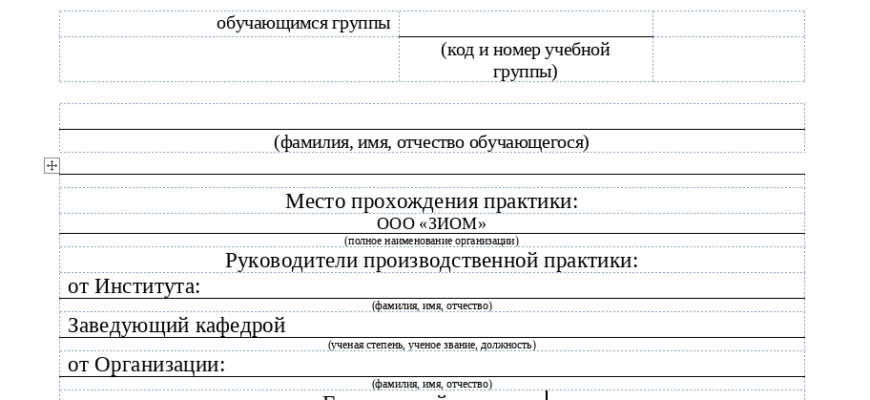 обучающимся группы
(код и номер учебной
группы)
(фамилия, имя, отчество обучающегося)
Место прохождения практики:
ООО «ЗИОМ»
(полное наименование организации)
Руководители производственной практики:
от Института:
(фамилия, имя, отчество)
Заведующий кафедрой
(ученая степень, ученое звание, должность)
от Организации:
(фамилия, имя, отчество)